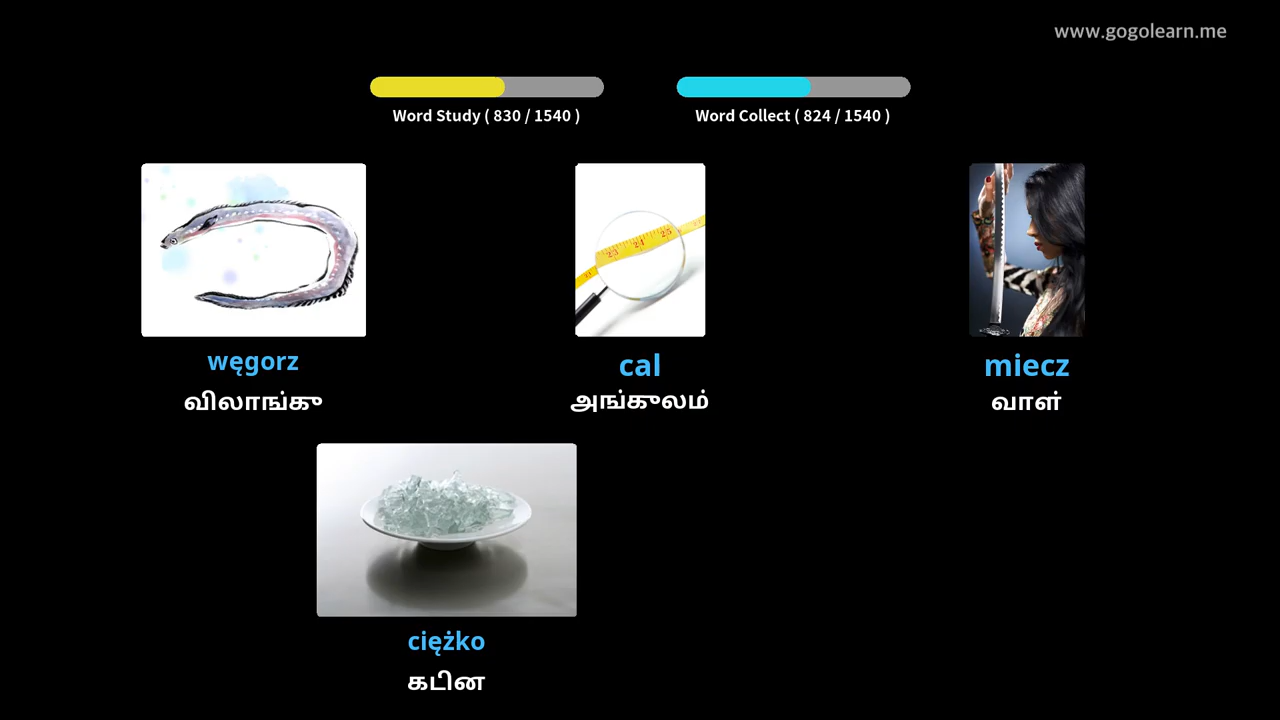 www.gogolearn.me
Word Study ( 830 / 1540 )
Word Collect ( 824 / 1540 )
węgorz
cal
miecz
விலாங்கு
அங்குலம்
வாள்
ciężko
கடின